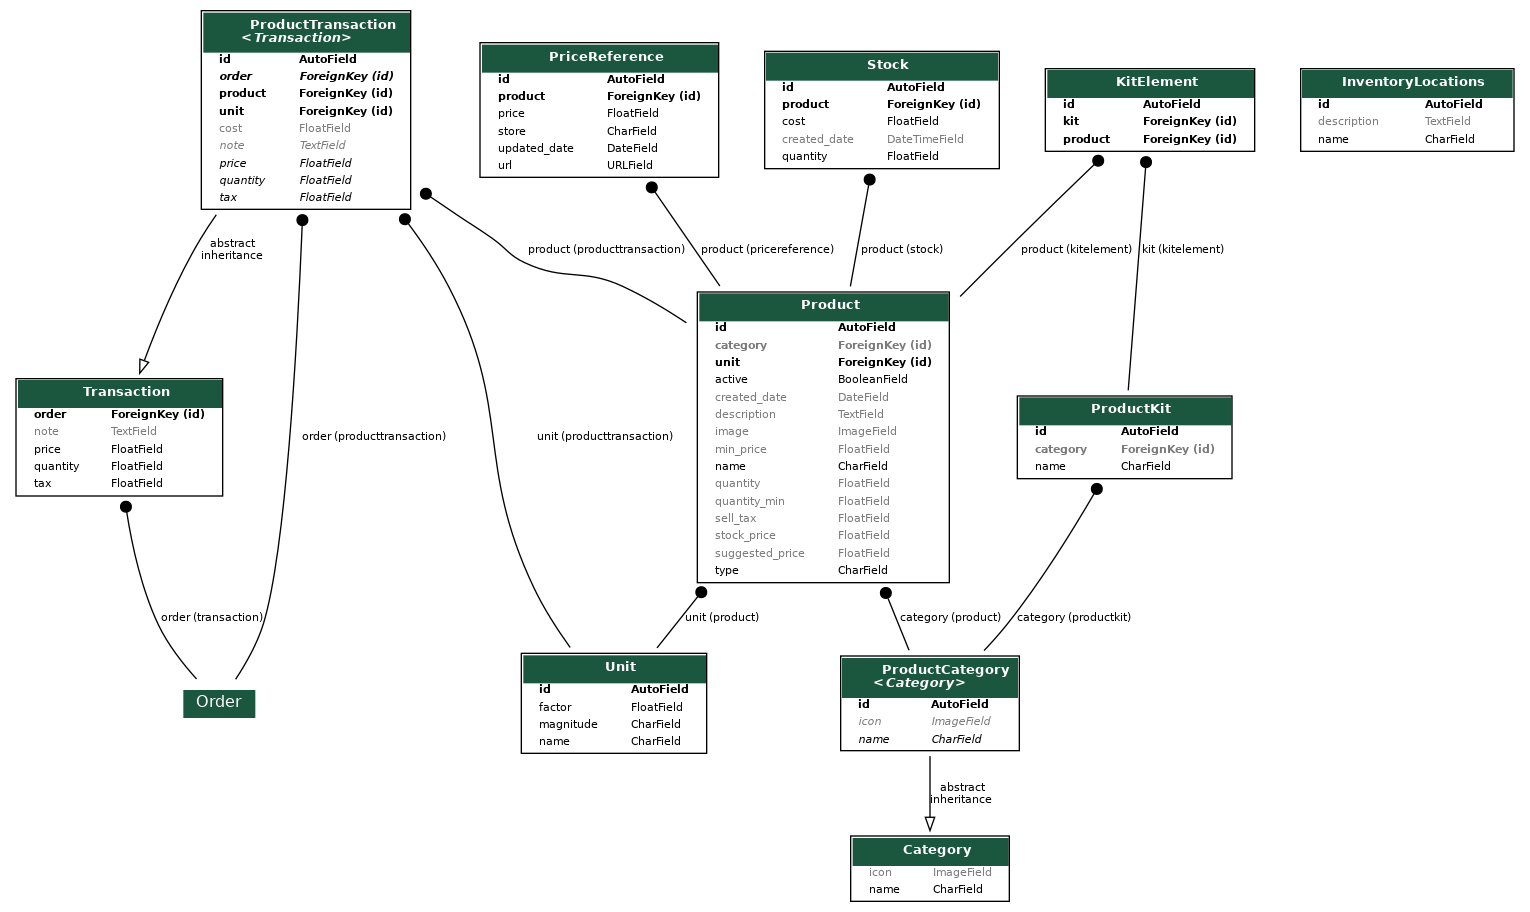 ProductTransaction
<Transaction>
id AutoField
order ForeignKey (id)
product ForeignKey (id)
unit ForeignKey (id)
cost FloatField
note TextField
price FloatField
quantity FloatField
tax FloatField
PriceReference
id AutoField
product ForeignKey (id)
price FloatField
store CharField
updated_date DateField
url URLField
Stock
id AutoField
product ForeignKey (id)
cost FloatField
created_date DateTimeField
quantity FloatField
KitElement
id AutoField
kit ForeignKey (id)
product ForeignKey (id)
InventoryLocations
id AutoField
description TextField
name CharField
abstract
inheritance
product (producttransaction)
product (pricereference)
product (stock)
product (kitelement)
kit (kitelement)
Product
id AutoField
category ForeignKey (id)
unit ForeignKey (id)
active BooleanField
created_date DateField
description TextField
image ImageField
min_price FloatField
name CharField
quantity FloatField
quantity_min FloatField
sell_tax FloatField
stock_price FloatField
suggested_price FloatField
type CharField
Transaction
order ForeignKey (id)
note TextField
price FloatField
quantity FloatField
tax FloatField
order (producttransaction)
unit (producttransaction)
ProductKit
id AutoField
category ForeignKey (id)
name CharField
order (transaction)
unit (product)
category (product)
category (productkit)
Order
Unit
id AutoField
factor FloatField
magnitude CharField
name CharField
ProductCategory
<Category>
id AutoField
icon ImageField
name CharField
abstract
inheritance
Category
icon ImageField
name CharField